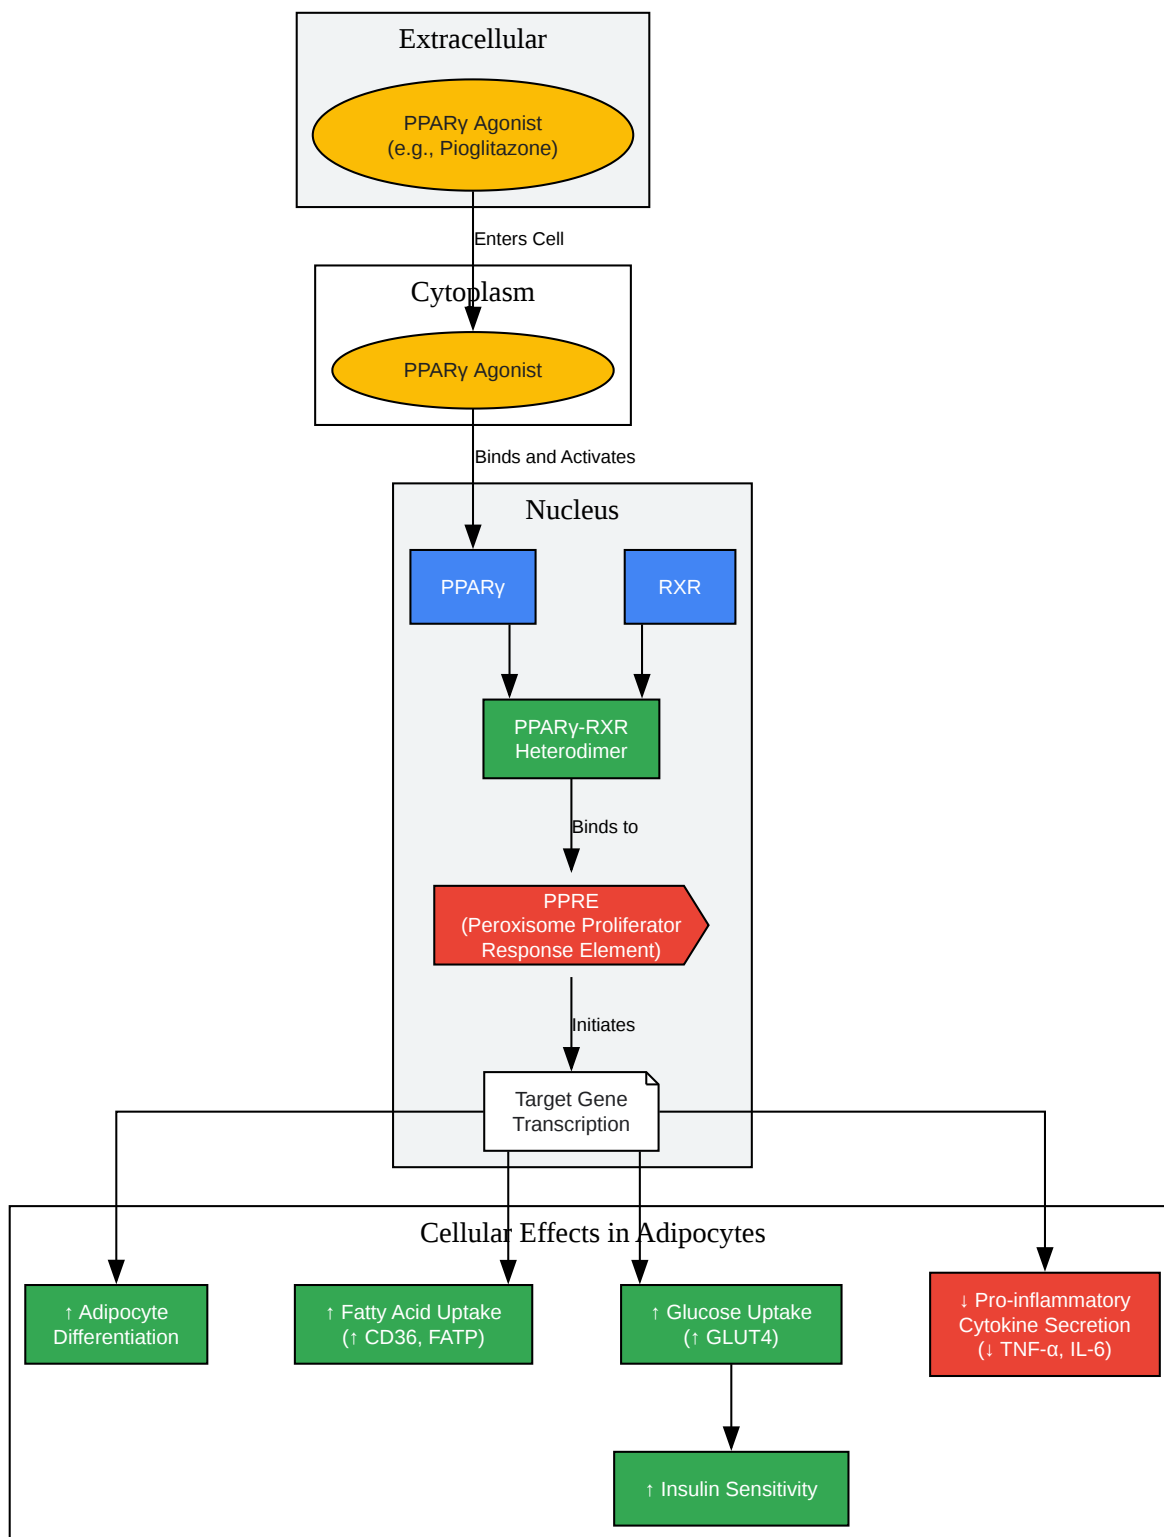 Extracellular
PPARγ Agonist
(e.g., Pioglitazone)
Enters Cell
Cytoplasm
PPARγ Agonist
Binds and Activates
Nucleus
PPARγ
RXR
PPARγ-RXR
Heterodimer
Binds to
PPRE
(Peroxisome Proliferator
Response Element)
Initiates
Target Gene
Transcription
Cellular Effects in Adipocytes
↑ Adipocyte
Differentiation
↑ Fatty Acid Uptake
(↑ CD36, FATP)
↑ Glucose Uptake
(↑ GLUT4)
↓ Pro-inflammatory
Cytokine Secretion
(↓ TNF-α, IL-6)
↑ Insulin Sensitivity